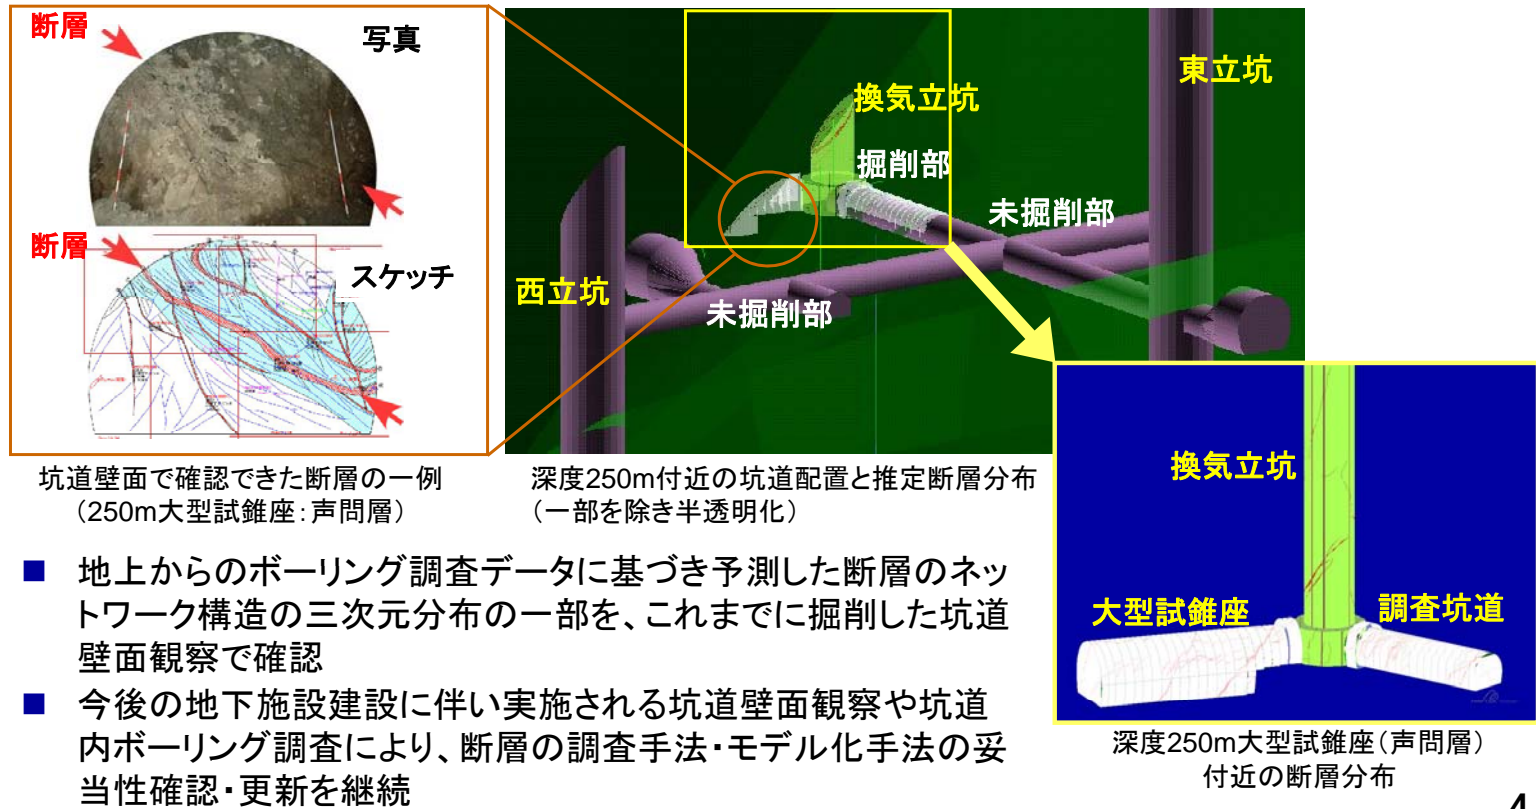 断層
写真
断層
スケッチ
坑道壁面で確認できた断層の一例
（250m大型試錐座：声問層）
換気立坑
東立坑
掘削部
未掘削部
西立坑
未掘削部
深度250m付近の坑道配置と推定断層分布
（一部を除き半透明化）
換気立坑
大型試錐座
調査坑道
深度250m大型試錐座（声問層）
付近の断層分布
■ 地上からのボーリング調査データに基づき予測した断層のネッ
トワーク構造の三次元分布の一部を、これまでに掘削した坑道
壁面観察で確認
■ 今後の地下施設建設に伴い実施される坑道壁面観察や坑道
内ボーリング調査により、断層の調査手法・モデル化手法の妥
当性確認・更新を継続